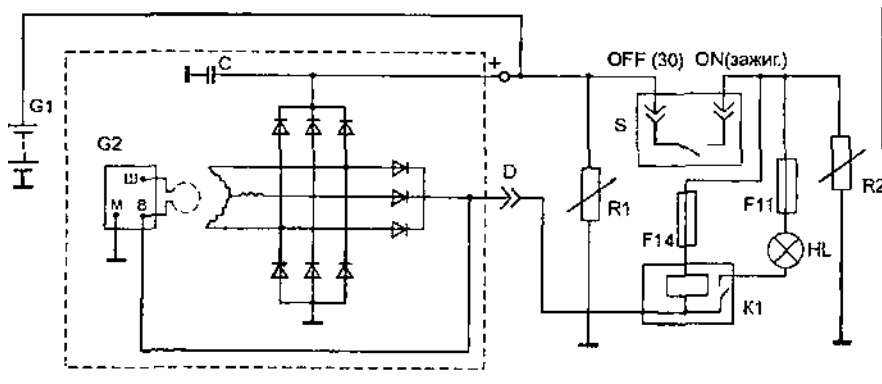 C
+
OFF (30) ON(зажиг.)
G1
G2
S
Ш
D
М
В
R1
R2
F11
F14
HL
K1